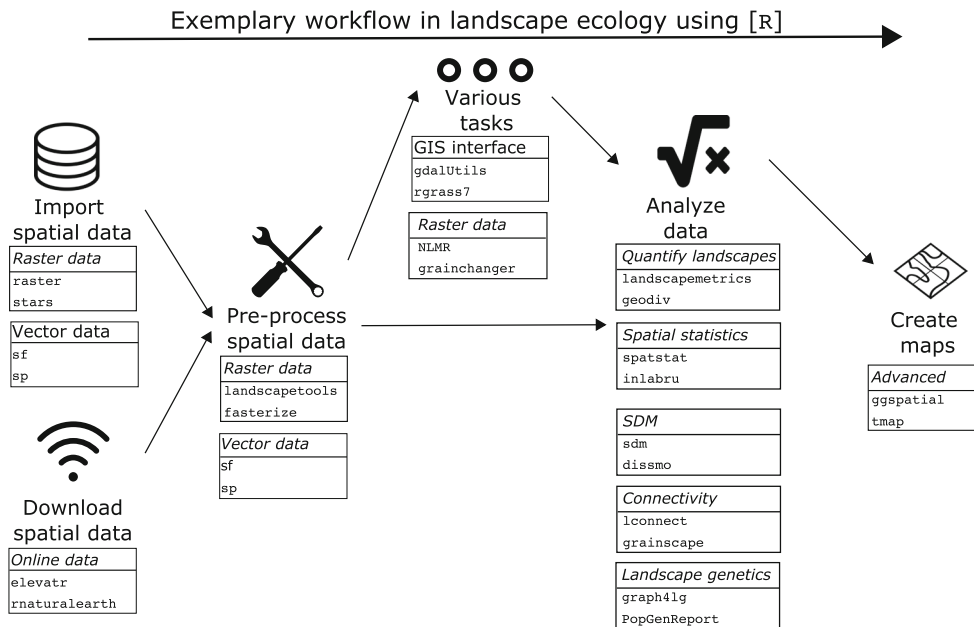 Exemplary workflow in landscape ecology using [R]
Import
spatial data
Raster data
raster
stars
Vector data
sf
sp
Download
spatial data
Online data
elevatr
rnaturalearth
Pre-process
spatial data
Raster data
landscapetools
fasterize
Vector data
sf
sp
Various
tasks
GIS interface
gdalUtils
rgrass7
Raster data
NLMR
grainchanger
Analyze
data
Quantify landscapes
landscapemetrics
geodiv
Spatial statistics
spatstat
inlabru
SDM
sdm
dissmo
Connectivity
lconnect
grainscape
Landscape genetics
graph4lg
PopGenReport
Create
maps
Advanced
ggspatial
tmap